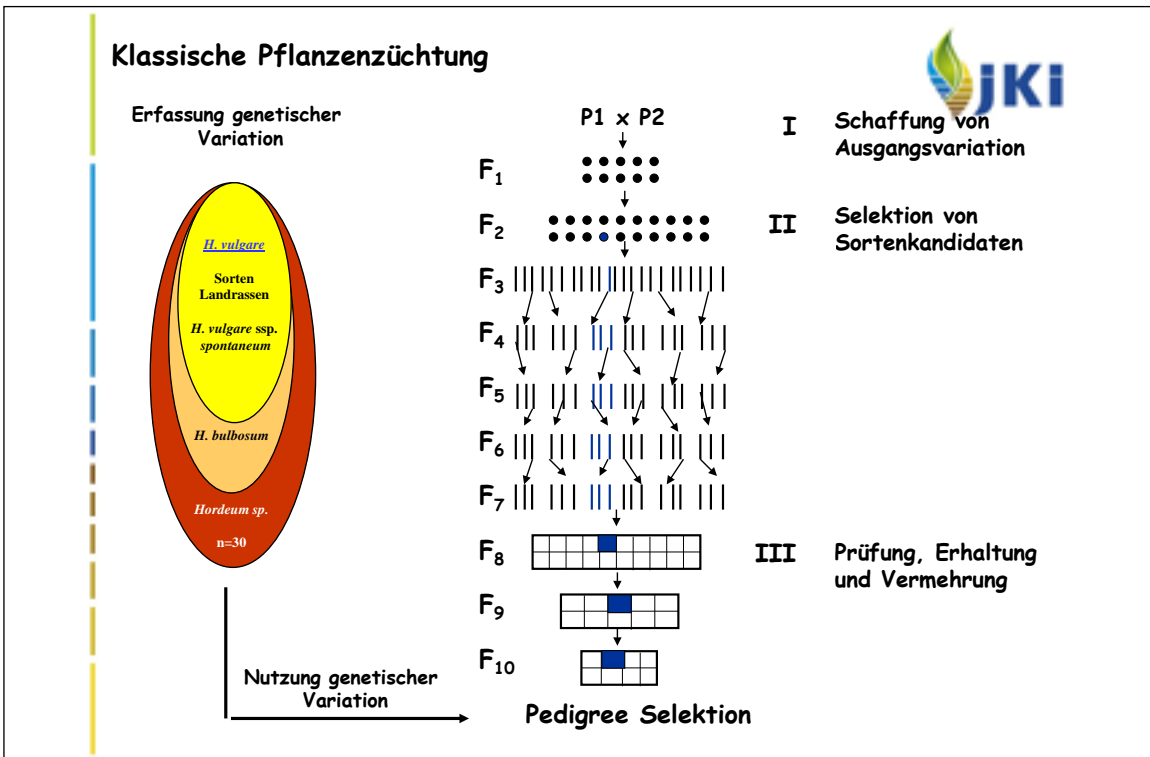 Klassische Pflanzenzüchtung
jKi
Erfassung genetischer
Variation
H. vulgare
Sorten
Landrassen
H. vulgare ssp.
spontaneum
H. bulbosum
Hordeum sp.
n=30
Nutzung genetischer
Variation
P1 x P2
F1
F2
F3
F4
F5
F6
F7
F8
F9
F10
Pedigree Selektion
I Schaffung von
Ausgangsvariation
II Selektion von
Sortenkandidaten
III Prüfung, Erhaltung
und Vermehrung